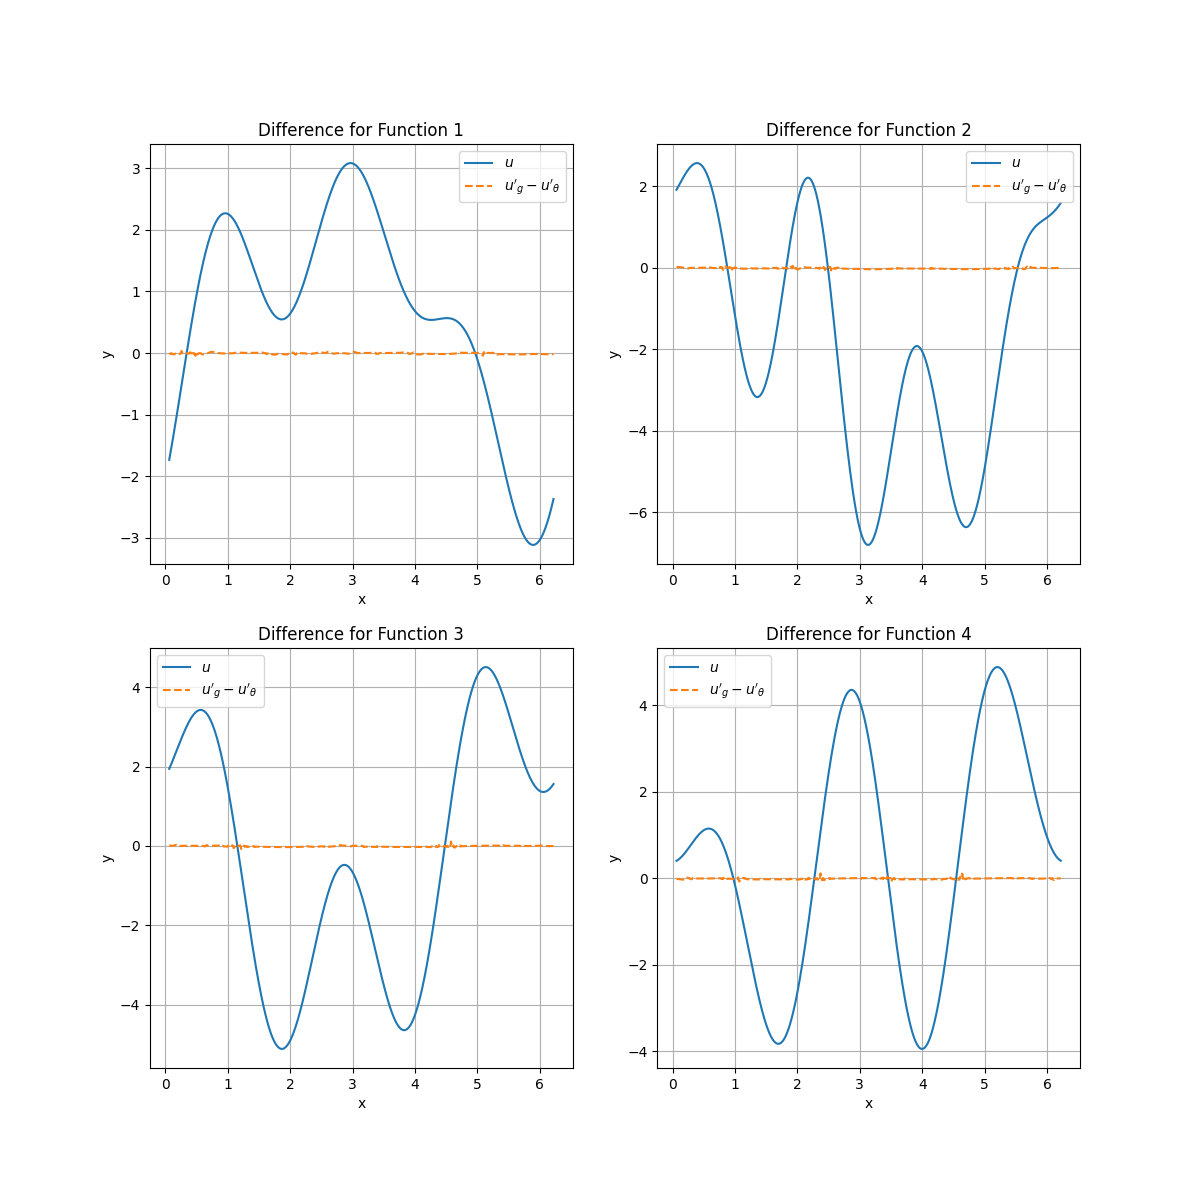 Difference for Function 1
u
u'g − u'θ
3
2
1
0
−1
−2
−3
y
0 1 2 3 4 5 6
x
Difference for Function 2
u
u'g − u'θ
2
0
−2
−4
−6
y
0 1 2 3 4 5 6
x
Difference for Function 3
u
u'g − u'θ
4
2
0
−2
−4
y
0 1 2 3 4 5 6
x
Difference for Function 4
u
u'g − u'θ
4
2
0
−2
−4
y
0 1 2 3 4 5 6
x